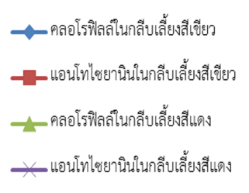 คลอโรฟิลล์ในกลีบเลี้ยงสีเขียว
แอนโทไซยานินในกลีบเลี้ยงสีเขียว
คลอโรฟิลล์ในกลีบเลี้ยงสีแดง
แอนโทไซยานินในกลีบเลี้ยงสีแดง